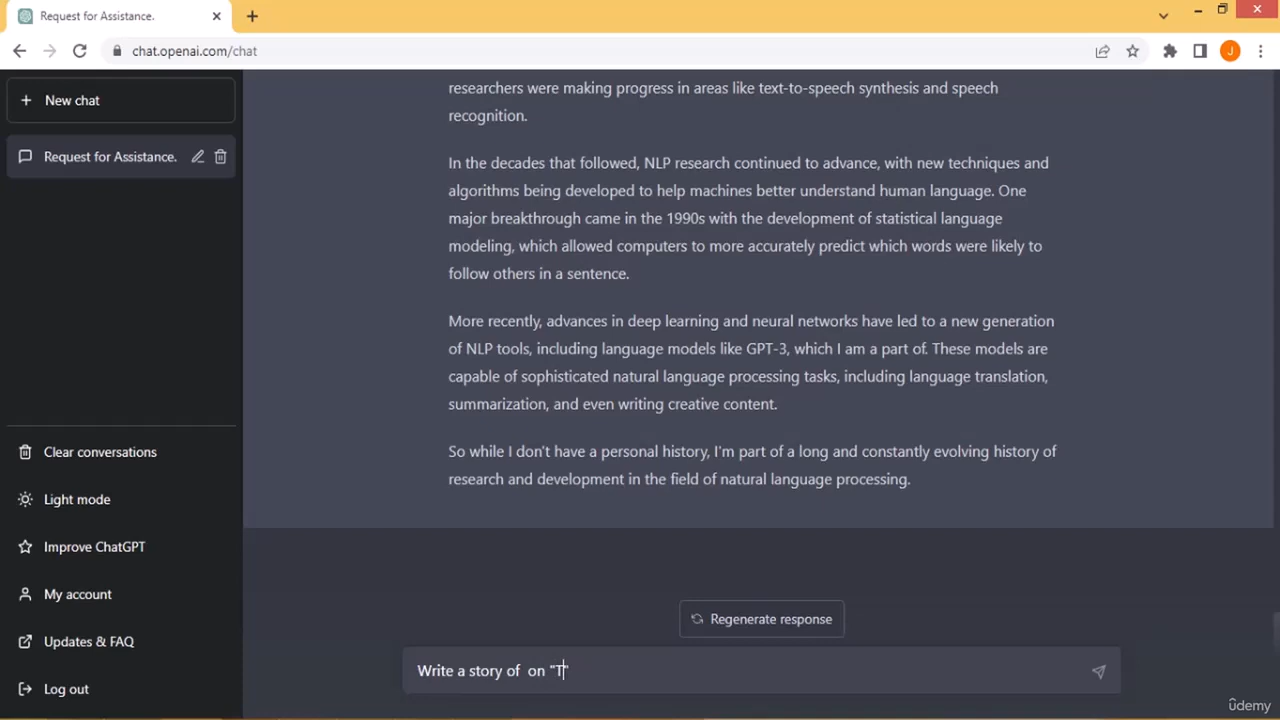 Request for Assistance.
chat.openai.com/chat
J
New chat
Request for Assistance.
Clear conversations
Light mode
Improve ChatGPT
My account
Updates & FAQ
Log out
researchers were making progress in areas like text-to-speech synthesis and speech
recognition.
In the decades that followed, NLP research continued to advance, with new techniques and
algorithms being developed to help machines better understand human language. One
major breakthrough came in the 1990s with the development of statistical language
modeling, which allowed computers to more accurately predict which words were likely to
follow others in a sentence.
More recently, advances in deep learning and neural networks have led to a new generation
of NLP tools, including language models like GPT-3, which I am a part of. These models are
capable of sophisticated natural language processing tasks, including language translation,
summarization, and even writing creative content.
So while I don't have a personal history, I'm part of a long and constantly evolving history of
research and development in the field of natural language processing.
Regenerate response
Write a story of  on "T"
ûdemy